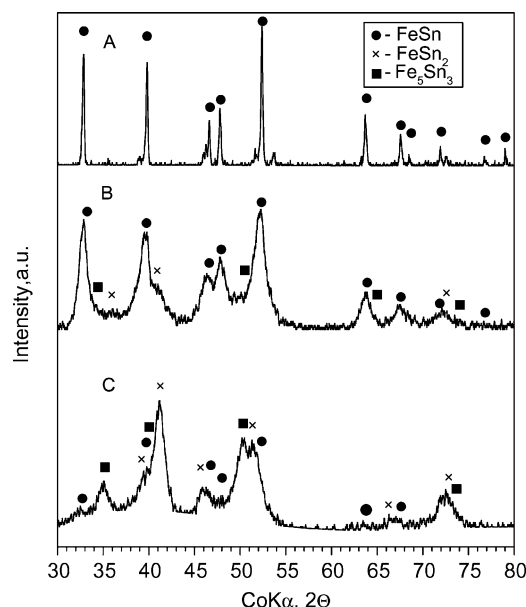 A
● - FeSn
× - FeSn₂
■ - Fe₅Sn₃
B
C
Intensity,a.u.
30 35 40 45 50 55 60 65 70 75 80
CoKα, 2Θ